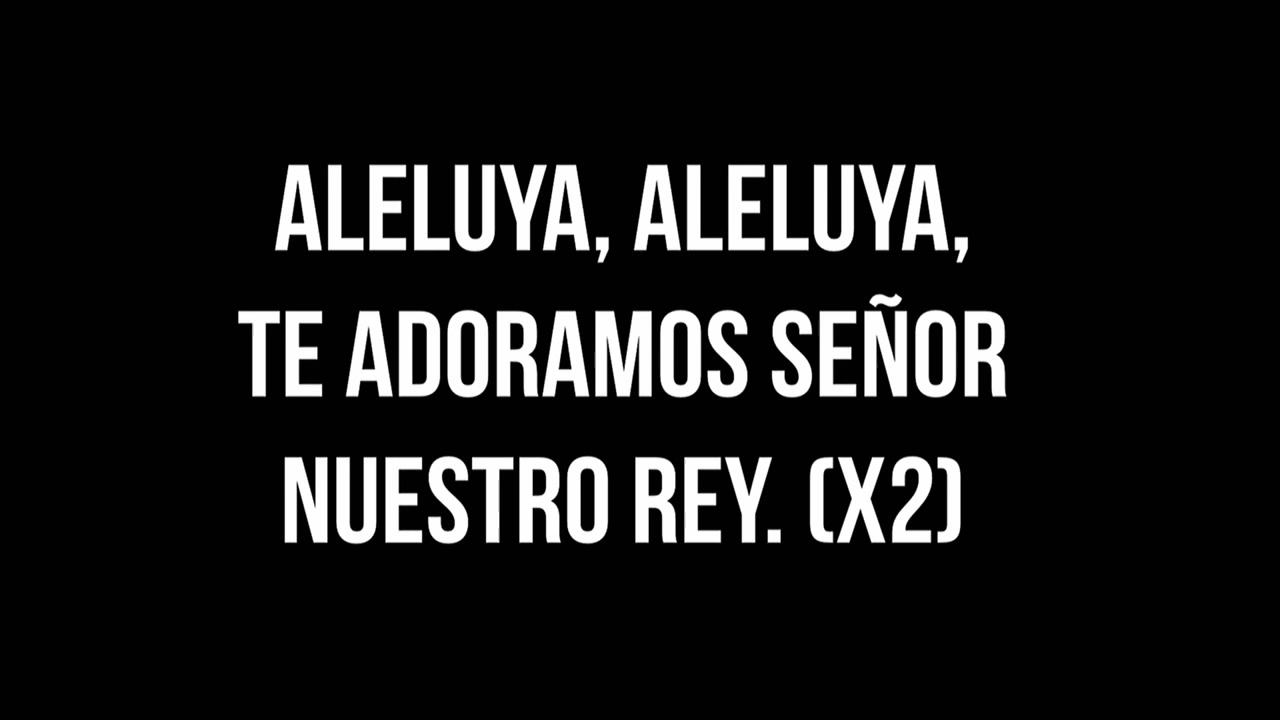 ALELUYA, ALELUYA,
TE ADORAMOS SEÑOR
NUESTRO REY. (X2)